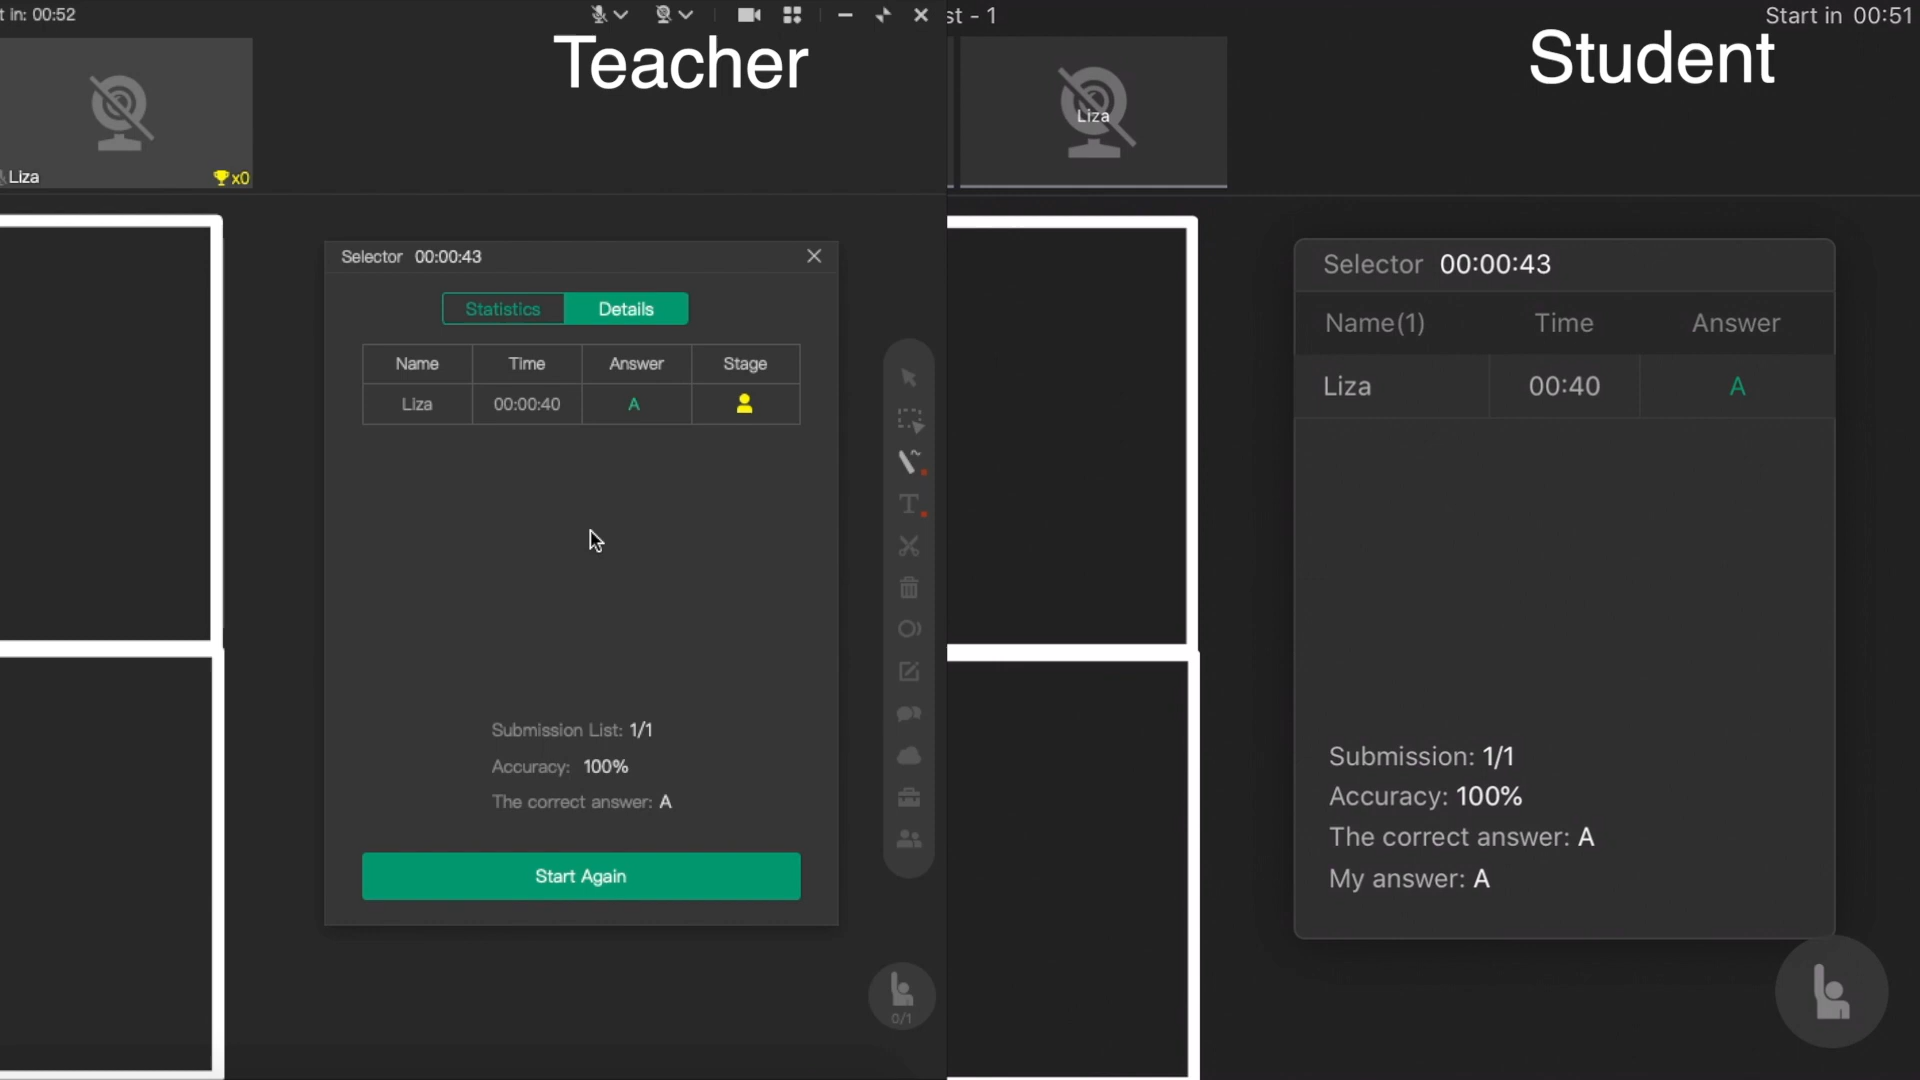 t in: 00:52
Teacher
Liza
x0
Selector 00:00:43
Statistics Details
Name Time Answer Stage
Liza 00:00:40 A
Submission List: 1/1
Accuracy: 100%
The correct answer: A
Start Again
T
0/1
st - 1
Start in 00:51
Student
Liza
Selector 00:00:43
Name(1) Time Answer
Liza 00:40 A
Submission: 1/1
Accuracy: 100%
The correct answer: A
My answer: A